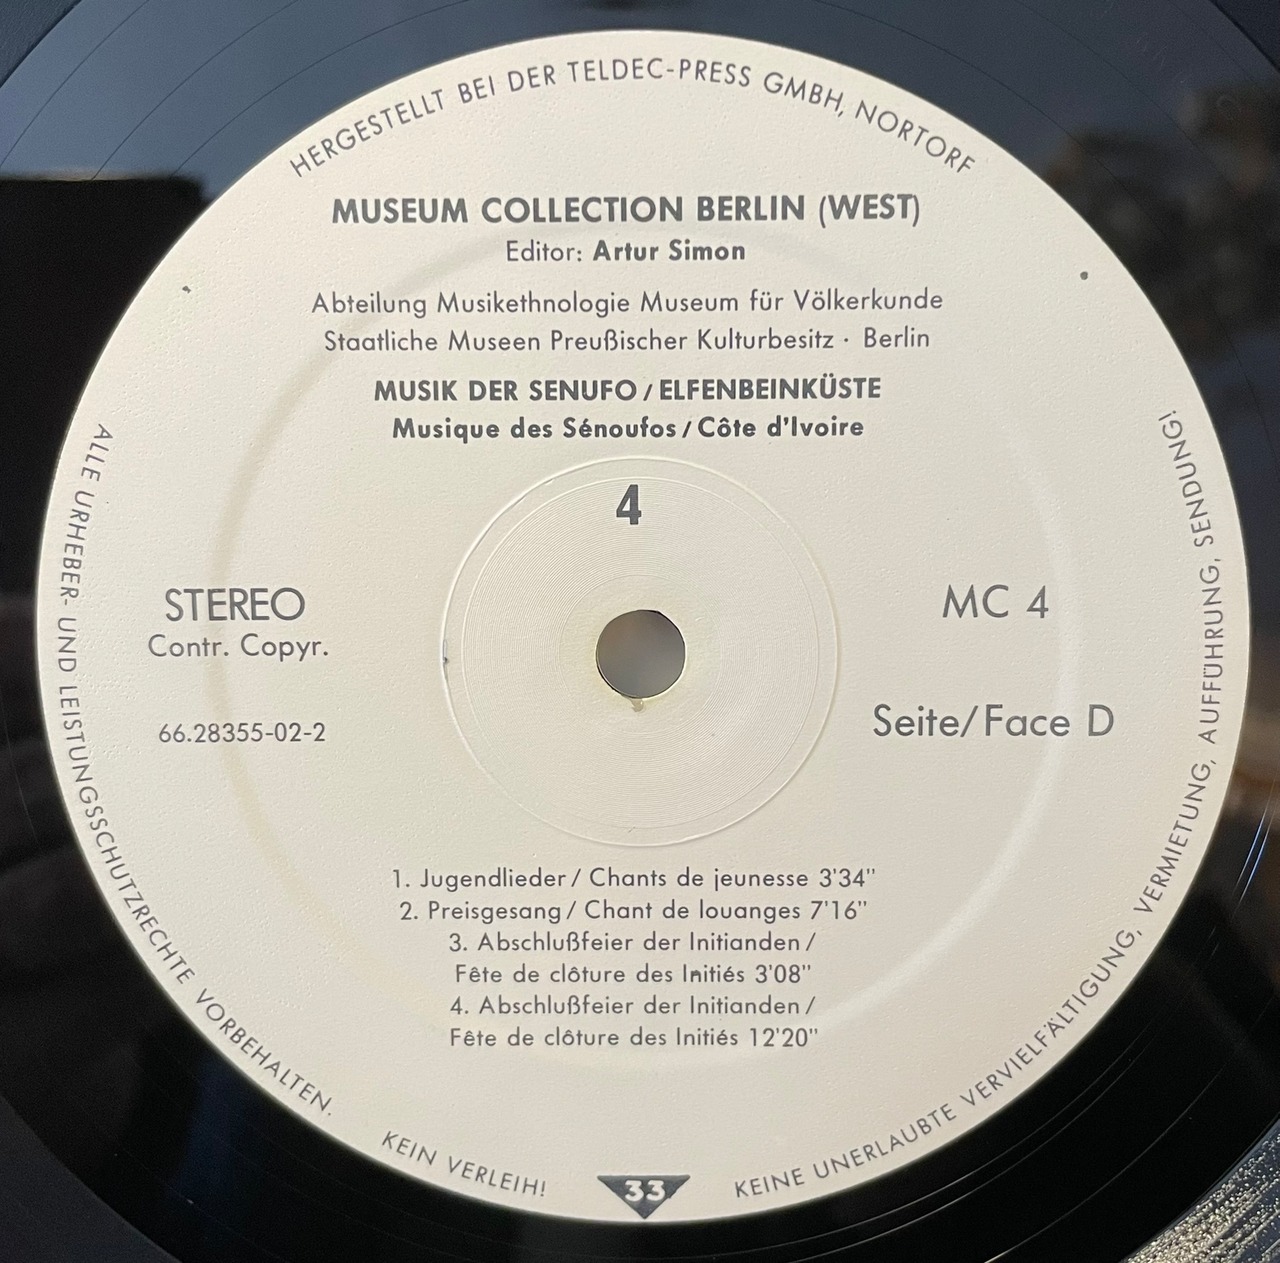 HERGESTELLT BEI DER TELDEC-PRESS GMBH, NORTORF
MUSEUM COLLECTION BERLIN (WEST)
Editor: Artur Simon
Abteilung Musikethnologie Museum für Völkerkunde
Staatliche Museen Preußischer Kulturbesitz · Berlin
MUSIK DER SENUFO / ELFENBEINKÜSTE
Musique des Sénoufos / Côte d'Ivoire
4
STEREO
Contr. Copyr.
66.28355-02-2
MC 4
Seite/Face D
1. Jugendlieder / Chants de jeunesse 3'34"
2. Preisgesang / Chant de louanges 7'16"
3. Abschlußfeier der Initianden /
Fête de clôture des Initiés 3'08"
4. Abschlußfeier der Initianden /
Fête de clôture des Initiés 12'20"
ALLE URHEBER- UND LEISTUNGSSCHUTZRECHTE VORBEHALTEN.
KEIN VERLEIH!
33
KEINE UNERLAUBTE VERVIELFÄLTIGUNG, VERMIETUNG, AUFFÜHRUNG, SENDUNG!